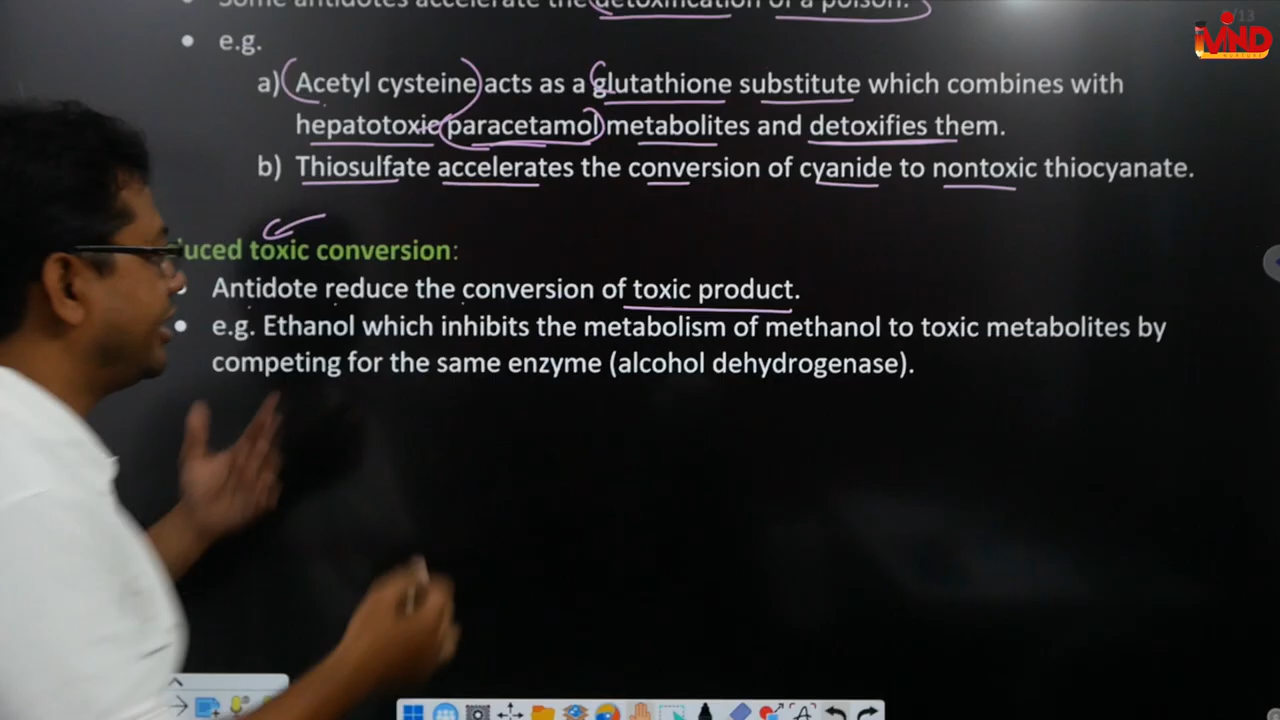 Some antidotes accelerate the detoxification of a poison.
/13
MND
• e.g.
a) Acetyl cysteine acts as a glutathione substitute which combines with
hepatotoxic paracetamol metabolites and detoxifies them.
b) Thiosulfate accelerates the conversion of cyanide to nontoxic thiocyanate.
uced toxic conversion:
Antidote reduce the conversion of toxic product.
• e.g. Ethanol which inhibits the metabolism of methanol to toxic metabolites by
competing for the same enzyme (alcohol dehydrogenase).